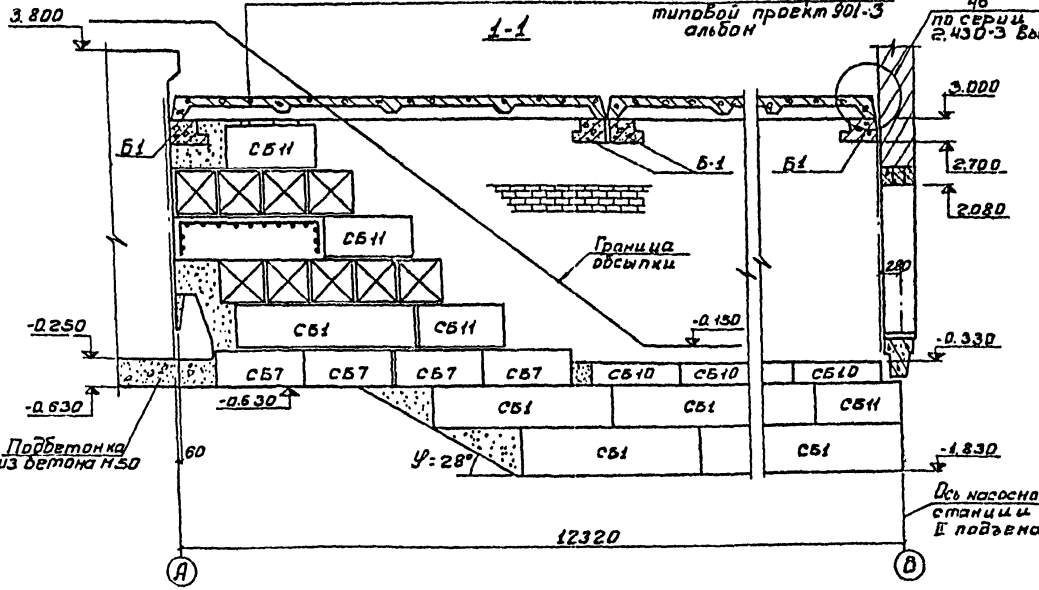 3.800
1-1
типовой проект 901-3
альбом
по серии
2.430-3 Вы
3.000
Б1
СБ11
Б-1
Б1
2.700
2.080
СБ11
Граница
обсыпки
280
-0.250
СБ1
СБ11
-0.150
-0.330
СБ7
СБ7
СБ7
СБ7
СБ10
СБ10
СБ10
-0.630
-0.630
СБ1
СБ1
СБ11
Подбетонка
из бетона М50
60
φ=28°
СБ1
СБ1
-1.830
Ось насосно
станции
II подъема
12320
А
В